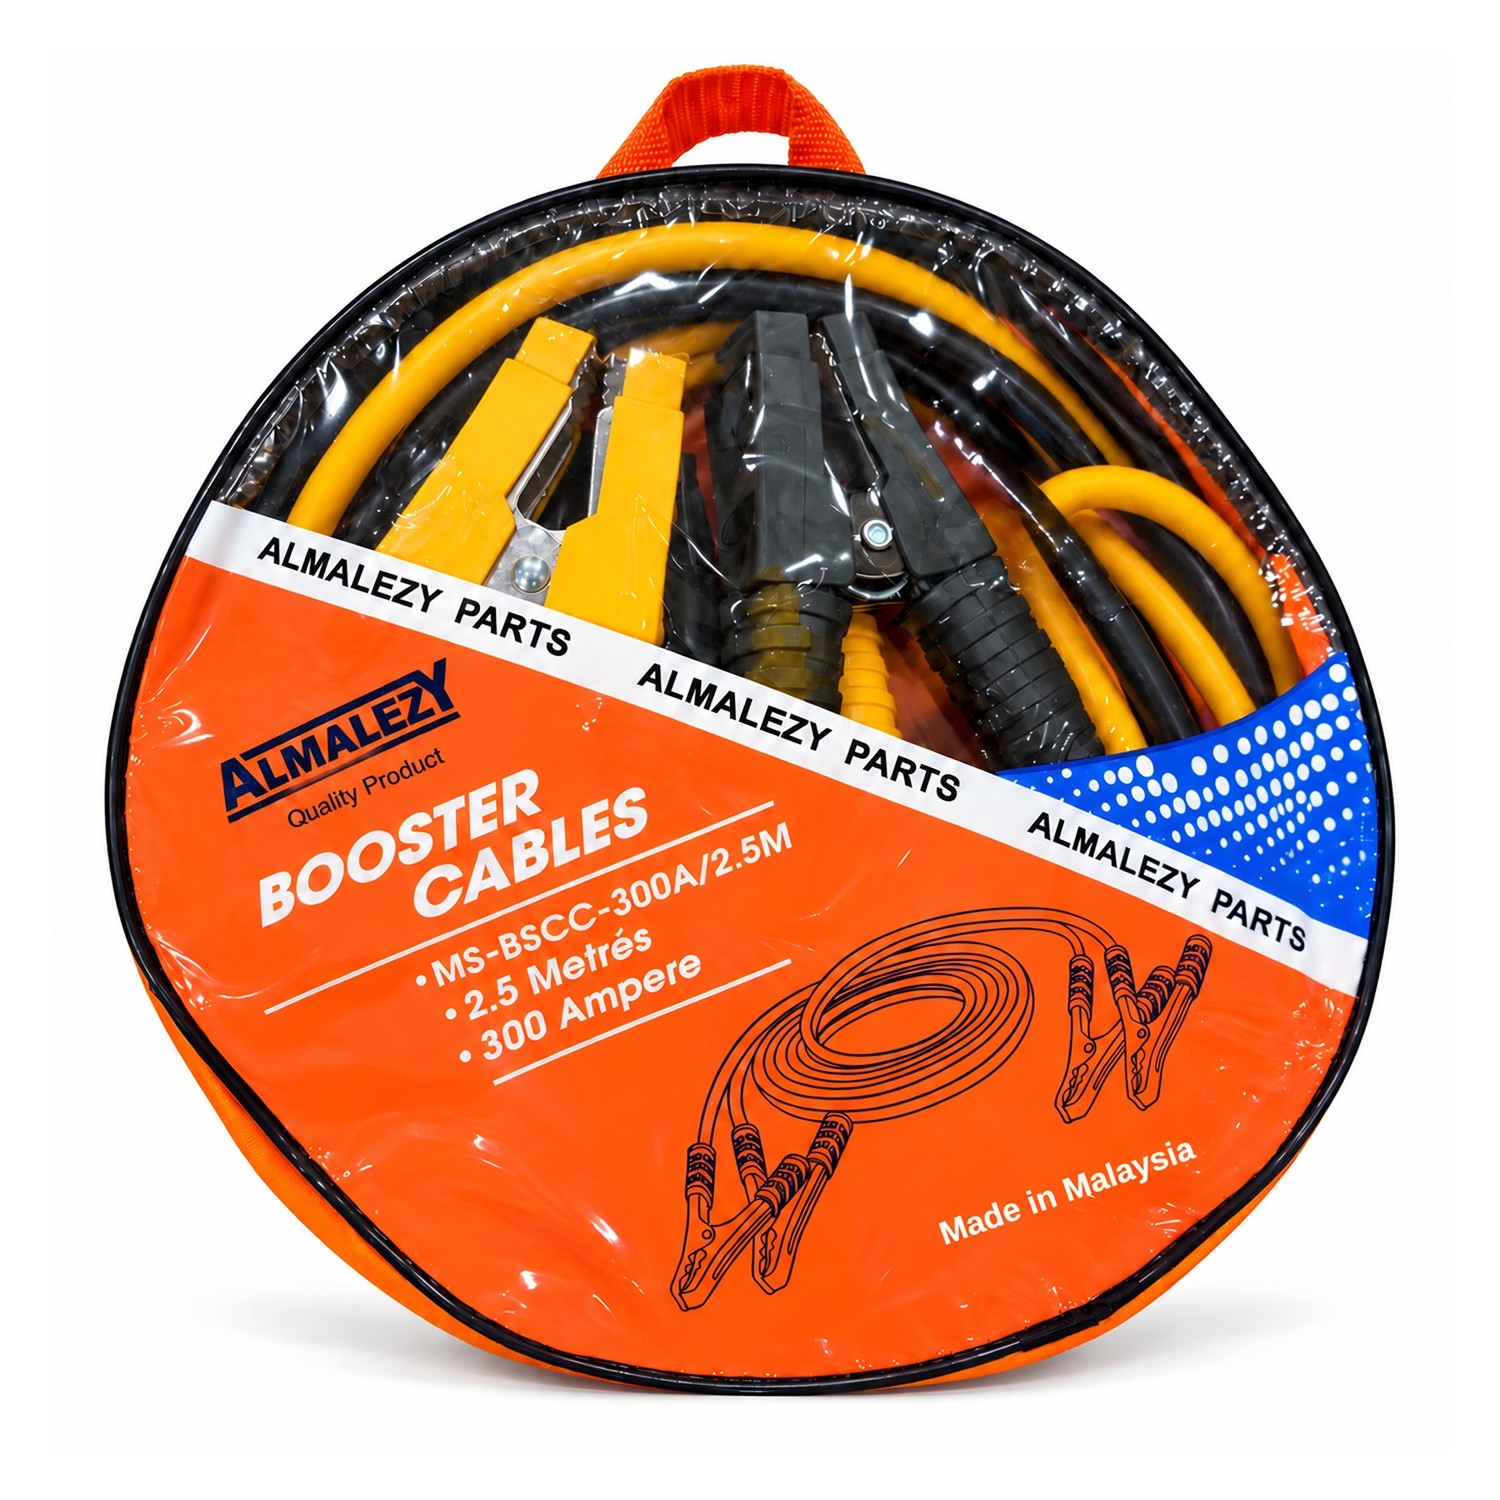 ALMALEZY PARTS
ALMALEZY PARTS
ALMALEZY PARTS
ALMALEZY
Quality Product
BOOSTER
CABLES
• MS-BSCC-300A/2.5M
• 2.5 Metrés
• 300 Ampere
Made in Malaysia